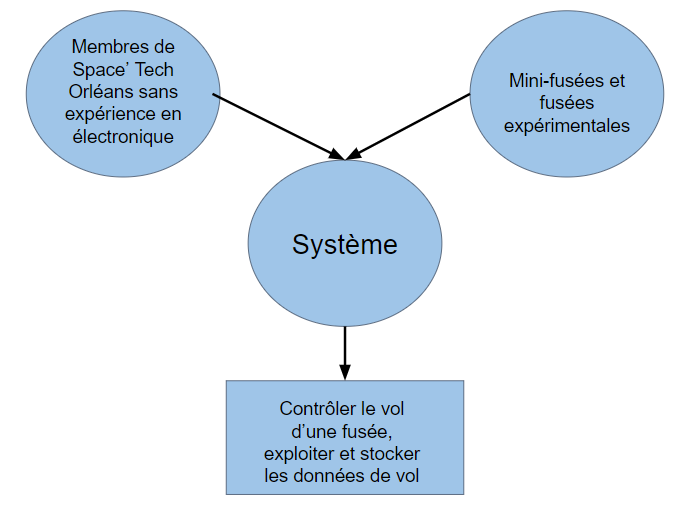 Membres de
Space’ Tech
Orléans sans
expérience en
électronique
Mini-fusées et
fusées
expérimentales
Système
Contrôler le vol
d’une fusée,
exploiter et stocker
les données de vol